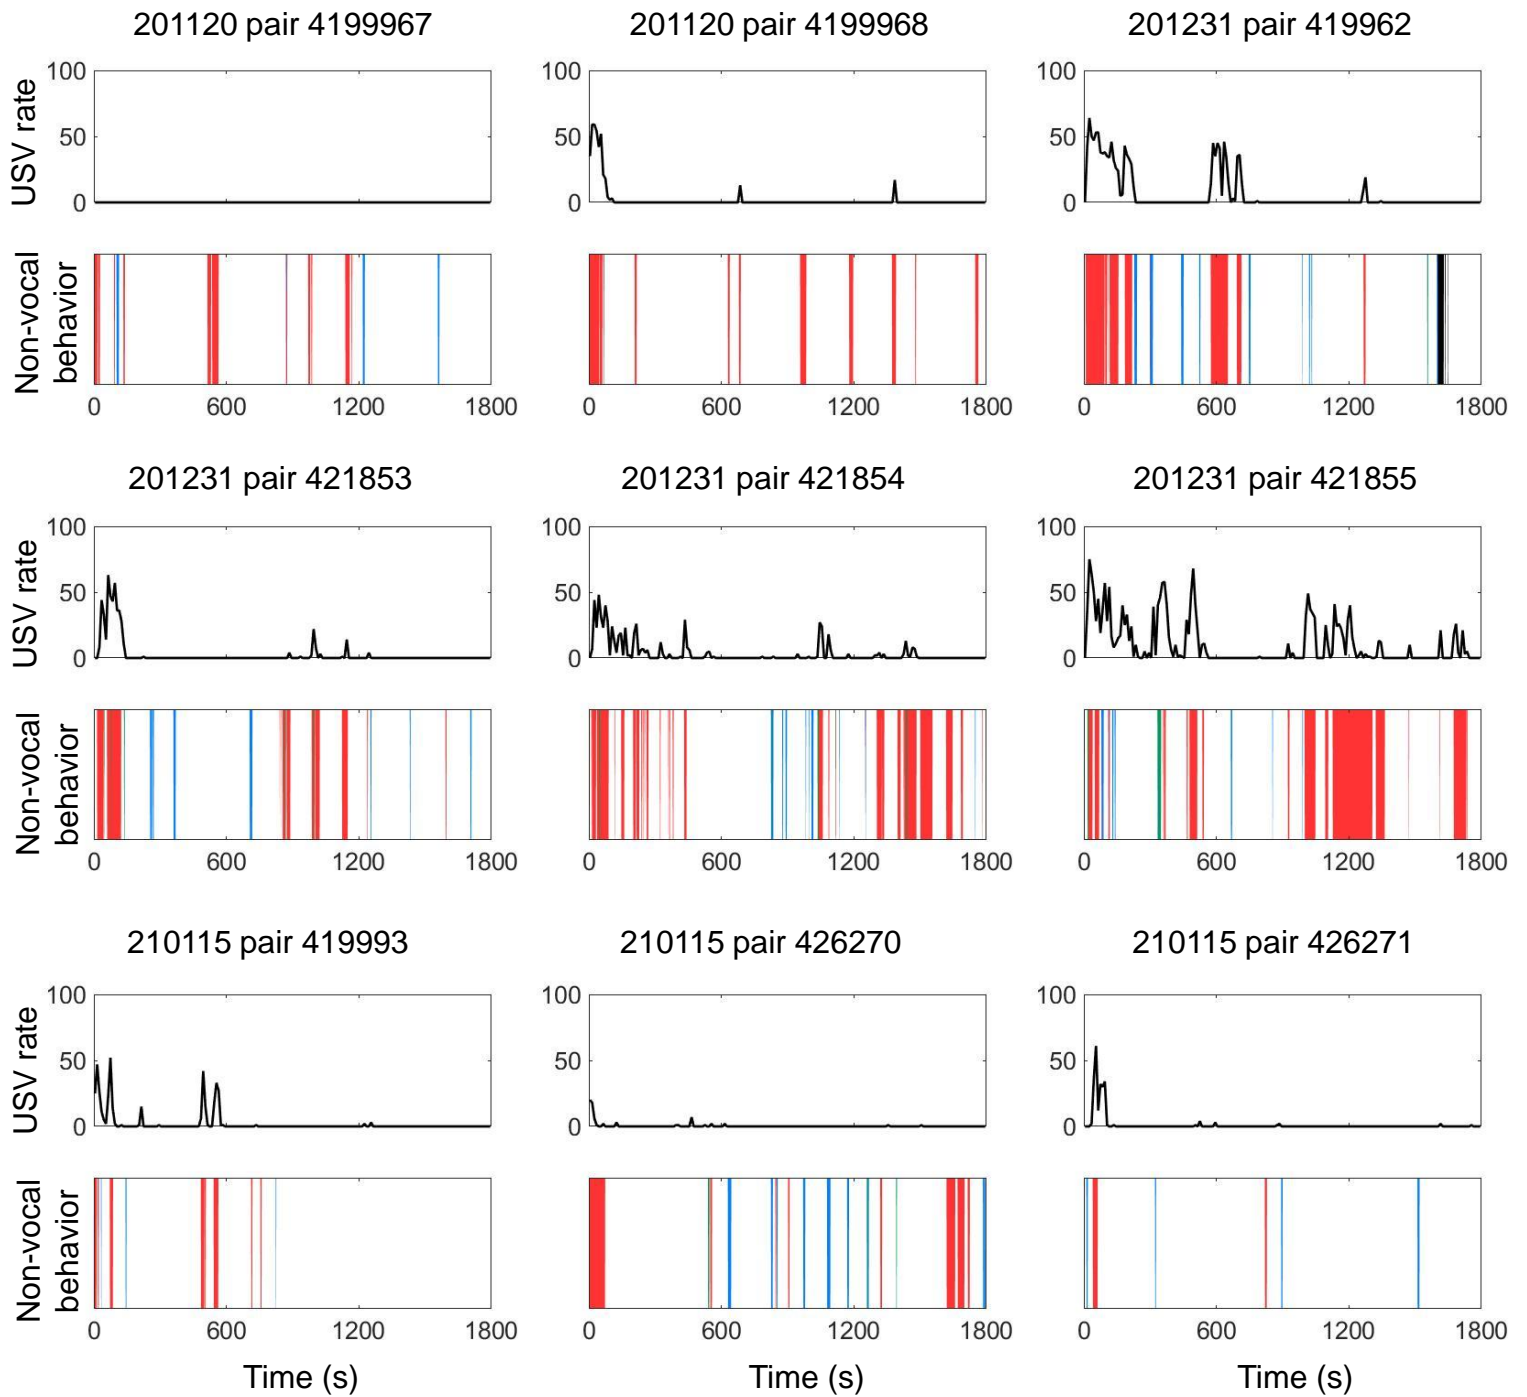 201120 pair 4199967
201120 pair 4199968
201231 pair 419962
USV rate
100
50
0
100
50
0
100
50
0
Non-vocal
behavior
0 600 1200 1800
0 600 1200 1800
0 600 1200 1800
201231 pair 421853
201231 pair 421854
201231 pair 421855
USV rate
100
50
0
100
50
0
100
50
0
Non-vocal
behavior
0 600 1200 1800
0 600 1200 1800
0 600 1200 1800
210115 pair 419993
210115 pair 426270
210115 pair 426271
USV rate
100
50
0
100
50
0
100
50
0
Non-vocal
behavior
0 600 1200 1800
0 600 1200 1800
0 600 1200 1800
Time (s)
Time (s)
Time (s)